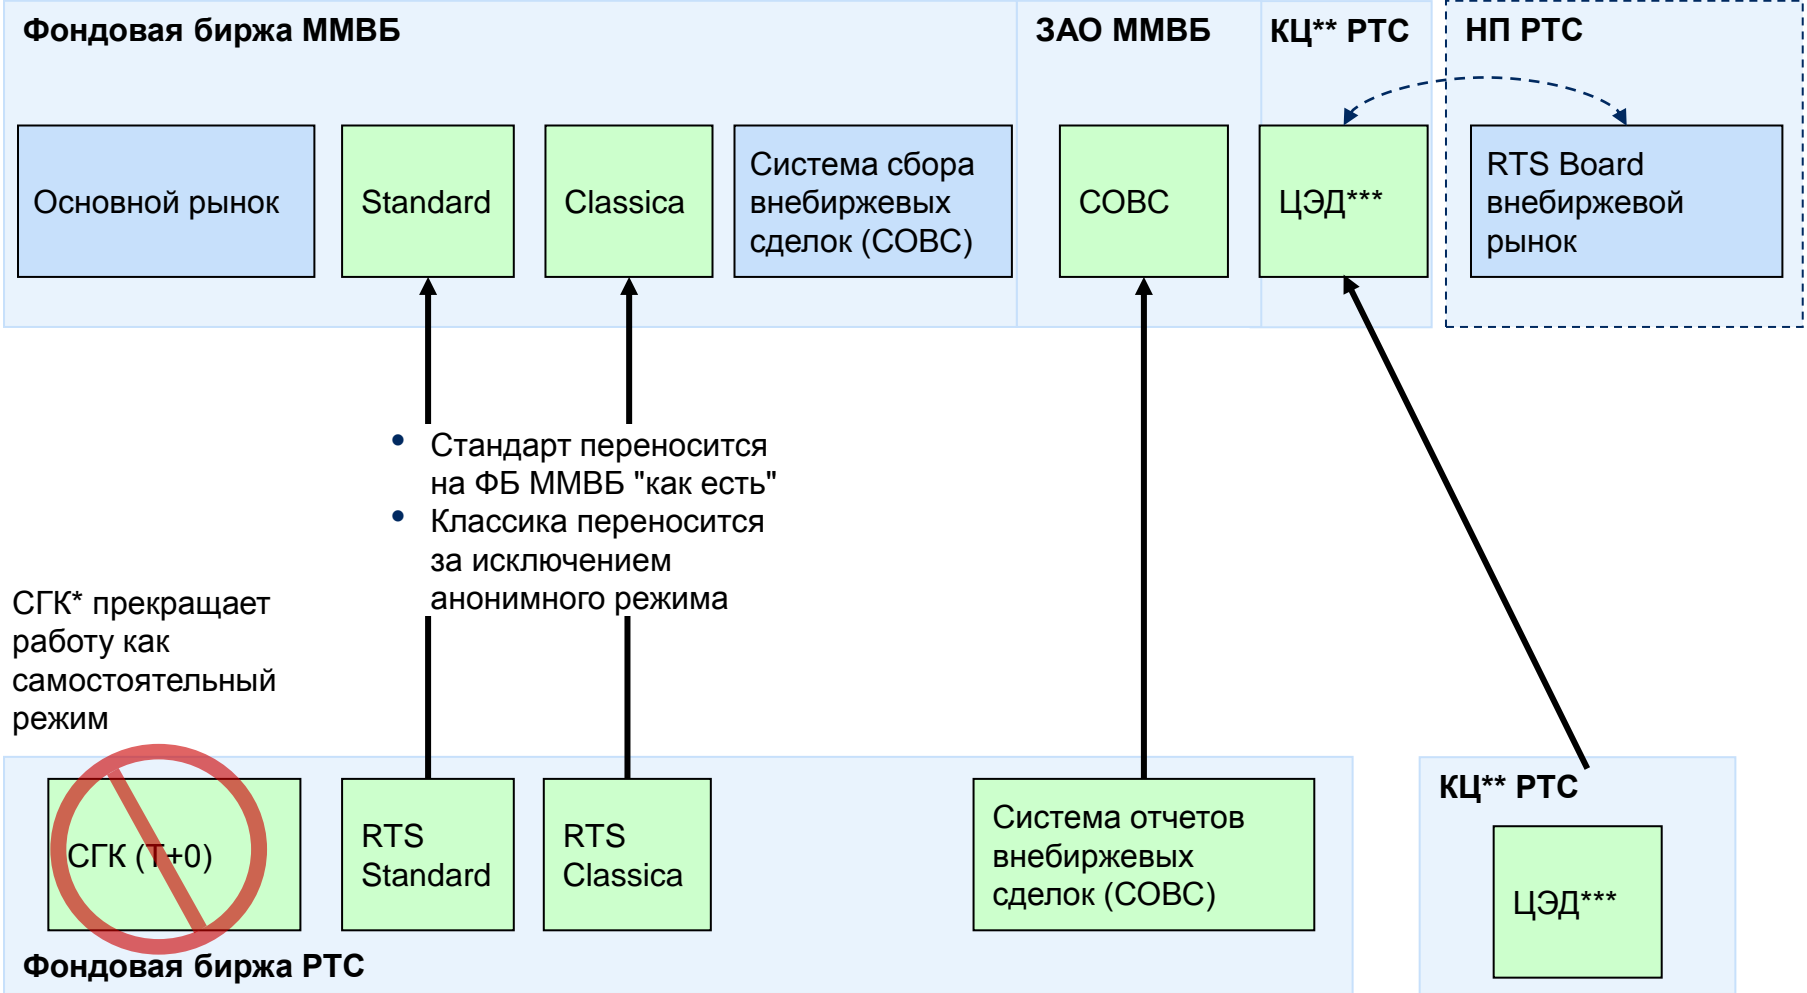 Фондовая биржа ММВБ
ЗАО ММВБ
КЦ** РТС
НП РТС
Основной рынок
Standard
Classica
Система сбора
внебиржевых
сделок (СОВС)
СОВС
ЦЭД***
RTS Board
внебиржевой
рынок
• Стандарт переносится
на ФБ ММВБ "как есть"
• Классика переносится
за исключением
анонимного режима
СГК* прекращает
работу как
самостоятельный
режим
СГК (T+0)
RTS
Standard
RTS
Classica
Система отчетов
внебиржевых
сделок (СОВС)
КЦ** РТС
ЦЭД***
Фондовая биржа РТС